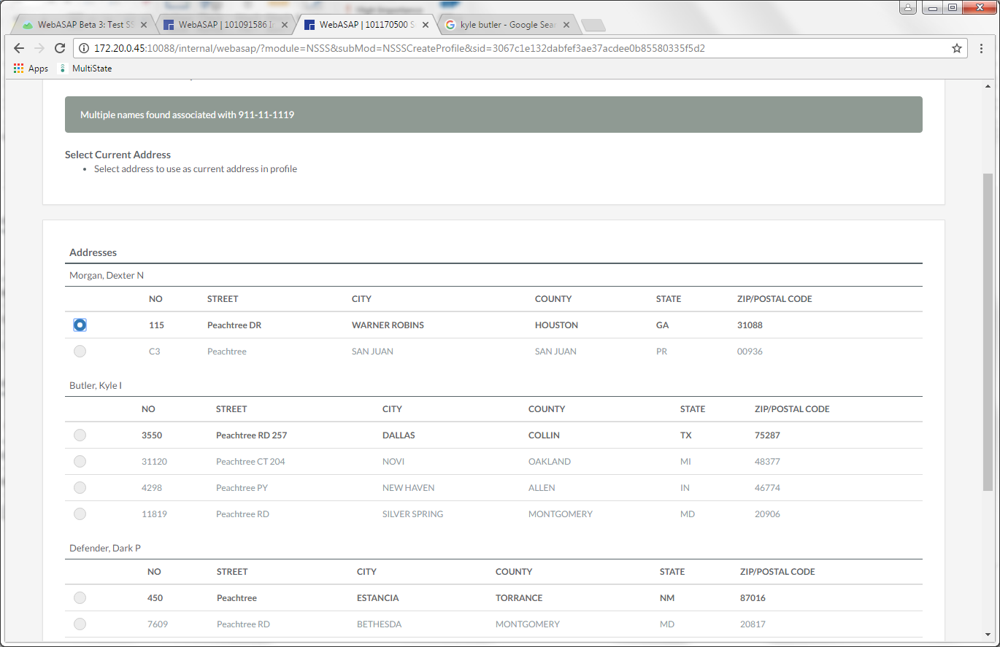 High Importance
WebASAP Beta 3: Test SS
WebASAP | 101091586 I
WebASAP | 101170500 S
kyle butler - Google Sear
172.20.0.45:10088/internal/webasap/?module=NSSS&subMod=NSSSCreateProfile&sid=3067c1e132dabfef3ae37acdee0b85580335f5d2
Apps MultiState
Multiple names found associated with 911-11-1119
Select Current Address
• Select address to use as current address in profile
Addresses
Morgan, Dexter N
NO STREET CITY COUNTY STATE ZIP/POSTAL CODE
115 Peachtree DR WARNER ROBINS HOUSTON GA 31088
C3 Peachtree SAN JUAN SAN JUAN PR 00936
Butler, Kyle I
NO STREET CITY COUNTY STATE ZIP/POSTAL CODE
3550 Peachtree RD 257 DALLAS COLLIN TX 75287
31120 Peachtree CT 204 NOVI OAKLAND MI 48377
4298 Peachtree PY NEW HAVEN ALLEN IN 46774
11819 Peachtree RD SILVER SPRING MONTGOMERY MD 20906
Defender, Dark P
NO STREET CITY COUNTY STATE ZIP/POSTAL CODE
450 Peachtree ESTANCIA TORRANCE NM 87016
7609 Peachtree RD BETHESDA MONTGOMERY MD 20817